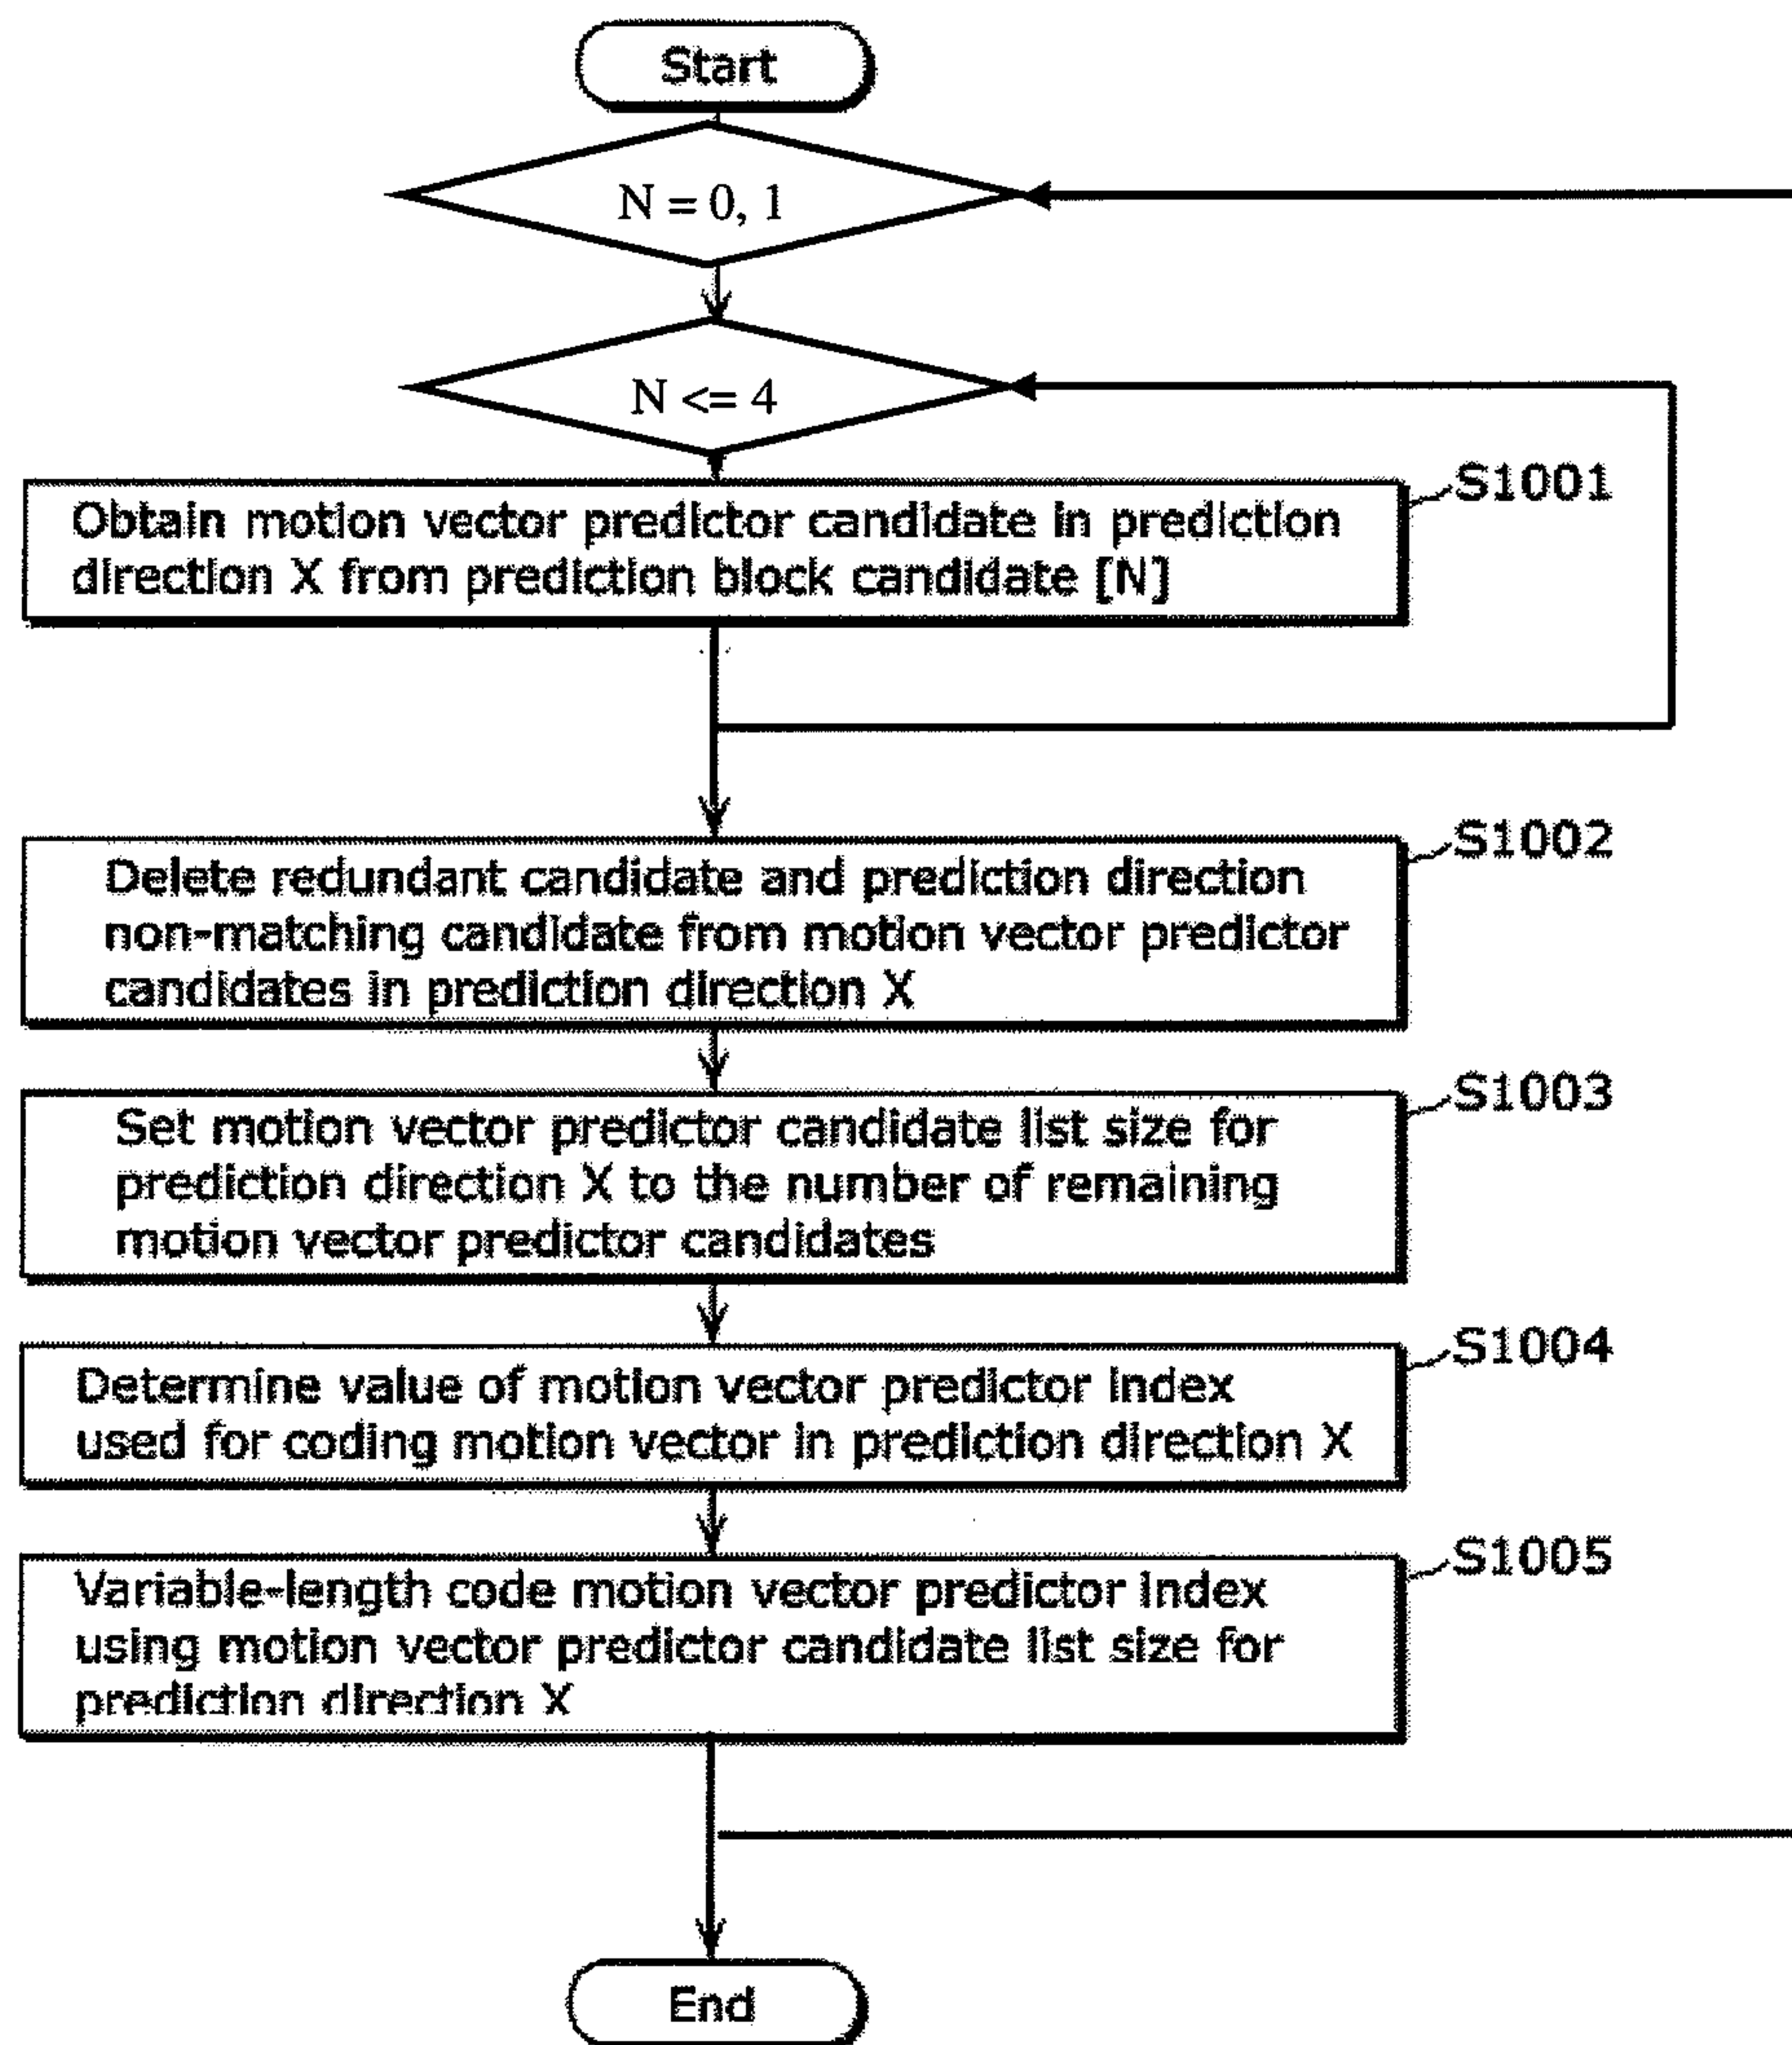 Start
N = 0, 1
N <= 4
S1001
Obtain motion vector predictor candidate in prediction
direction X from prediction block candidate [N]
S1002
Delete redundant candidate and prediction direction
non-matching candidate from motion vector predictor
candidates in prediction direction X
S1003
Set motion vector predictor candidate list size for
prediction direction X to the number of remaining
motion vector predictor candidates
S1004
Determine value of motion vector predictor index
used for coding motion vector in prediction direction X
S1005
Variable-length code motion vector predictor index
using motion vector predictor candidate list size for
prediction direction X
End